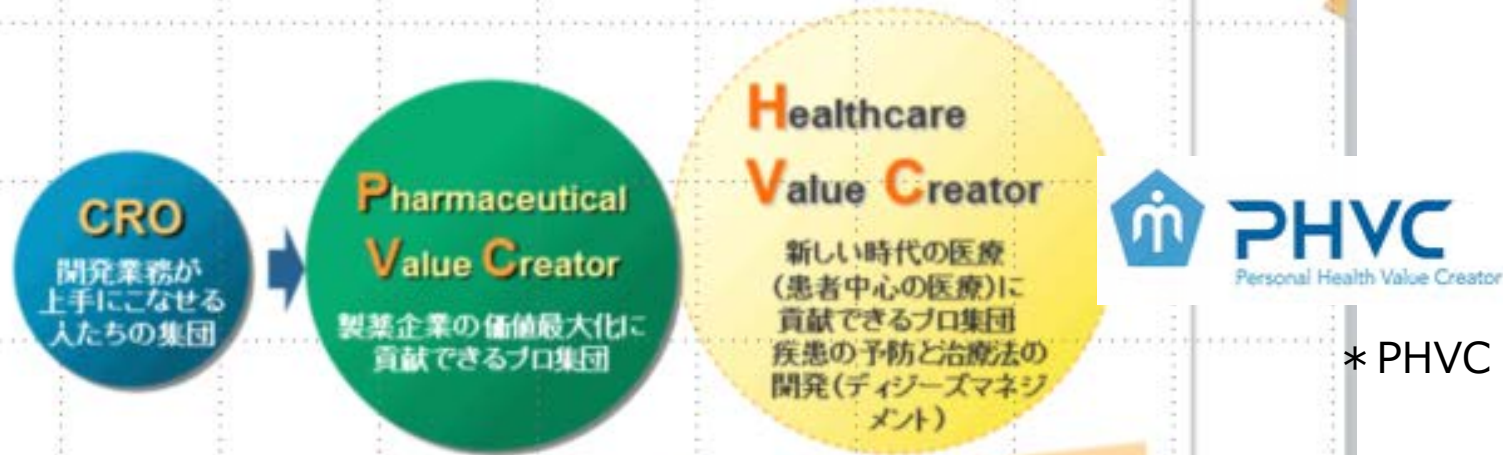 CRO
開発業務が
上手にこなせる
人たちの集団
Pharmaceutical
Value Creator
製薬企業の価値最大化に
貢献できるプロ集団
Healthcare
Value Creator
新しい時代の医療
(患者中心の医療)に
貢献できるプロ集団
疾患の予防と治療法の
開発(ディジーズマネジ
メント)
PHVC
Personal Health Value Creator
*PHVC